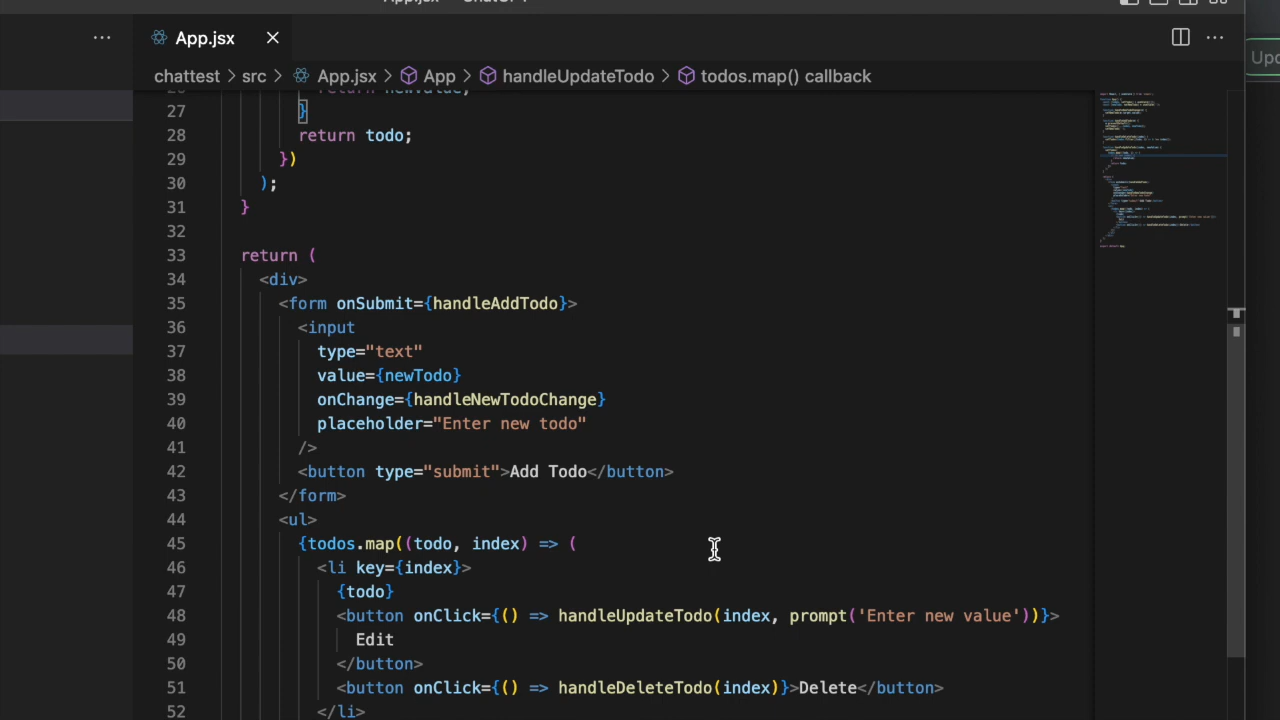 App.jsx
chattest > src > App.jsx > App > handleUpdateTodo > todos.map() callback
Upd
27 }
28 return todo;
29 })
30 );
31 }
32
33 return (
34 <div>
35 <form onSubmit={handleAddTodo}>
36 <input
37 type="text"
38 value={newTodo}
39 onChange={handleNewTodoChange}
40 placeholder="Enter new todo"
41 />
42 <button type="submit">Add Todo</button>
43 </form>
44 <ul>
45 {todos.map((todo, index) => (
46 <li key={index}>
47 {todo}
48 <button onClick={() => handleUpdateTodo(index, prompt('Enter new value'))}>
49 Edit
50 </button>
51 <button onClick={() => handleDeleteTodo(index)}>Delete</button>
52 </li>